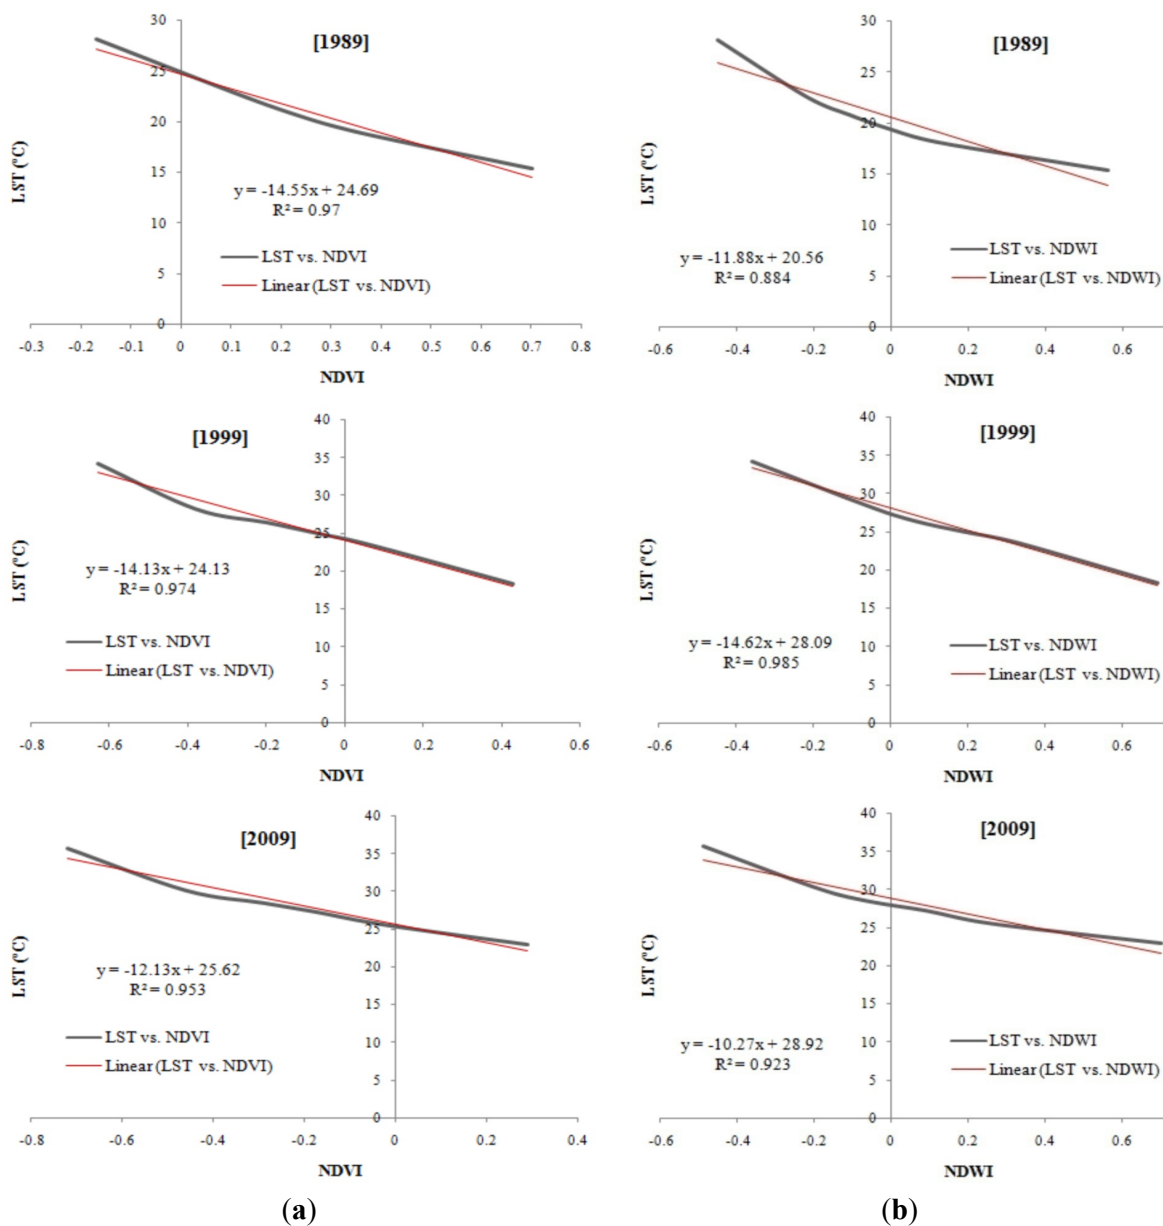 30
25
20
15
10
5
0
LST (°C)
[1989]
y = -14.55x + 24.69
R² = 0.97
LST vs. NDVI
Linear (LST vs. NDVI)
-0.3 -0.2 -0.1 0 0.1 0.2 0.3 0.4 0.5 0.6 0.7 0.8
NDVI
30
25
20
15
10
5
0
LST (°C)
[1989]
y = -11.88x + 20.56
R² = 0.884
LST vs. NDWI
Linear (LST vs. NDWI)
-0.6 -0.4 -0.2 0 0.2 0.4 0.6
NDWI
40
35
30
25
20
15
10
5
0
LST (°C)
[1999]
y = -14.13x + 24.13
R² = 0.974
LST vs. NDVI
Linear (LST vs. NDVI)
-0.8 -0.6 -0.4 -0.2 0 0.2 0.4 0.6
NDVI
40
35
30
25
20
15
10
5
0
LST (°C)
[1999]
y = -14.62x + 28.09
R² = 0.985
LST vs. NDWI
Linear (LST vs. NDWI)
-0.6 -0.4 -0.2 0 0.2 0.4 0.6
NDWI
40
35
30
25
20
15
10
5
0
LST (°C)
[2009]
y = -12.13x + 25.62
R² = 0.953
LST vs. NDVI
Linear (LST vs. NDVI)
-0.8 -0.6 -0.4 -0.2 0 0.2 0.4
NDVI
40
35
30
25
20
15
10
5
0
LST (°C)
[2009]
y = -10.27x + 28.92
R² = 0.923
LST vs. NDWI
Linear (LST vs. NDWI)
-0.6 -0.4 -0.2 0 0.2 0.4 0.6
NDWI
(a)
(b)